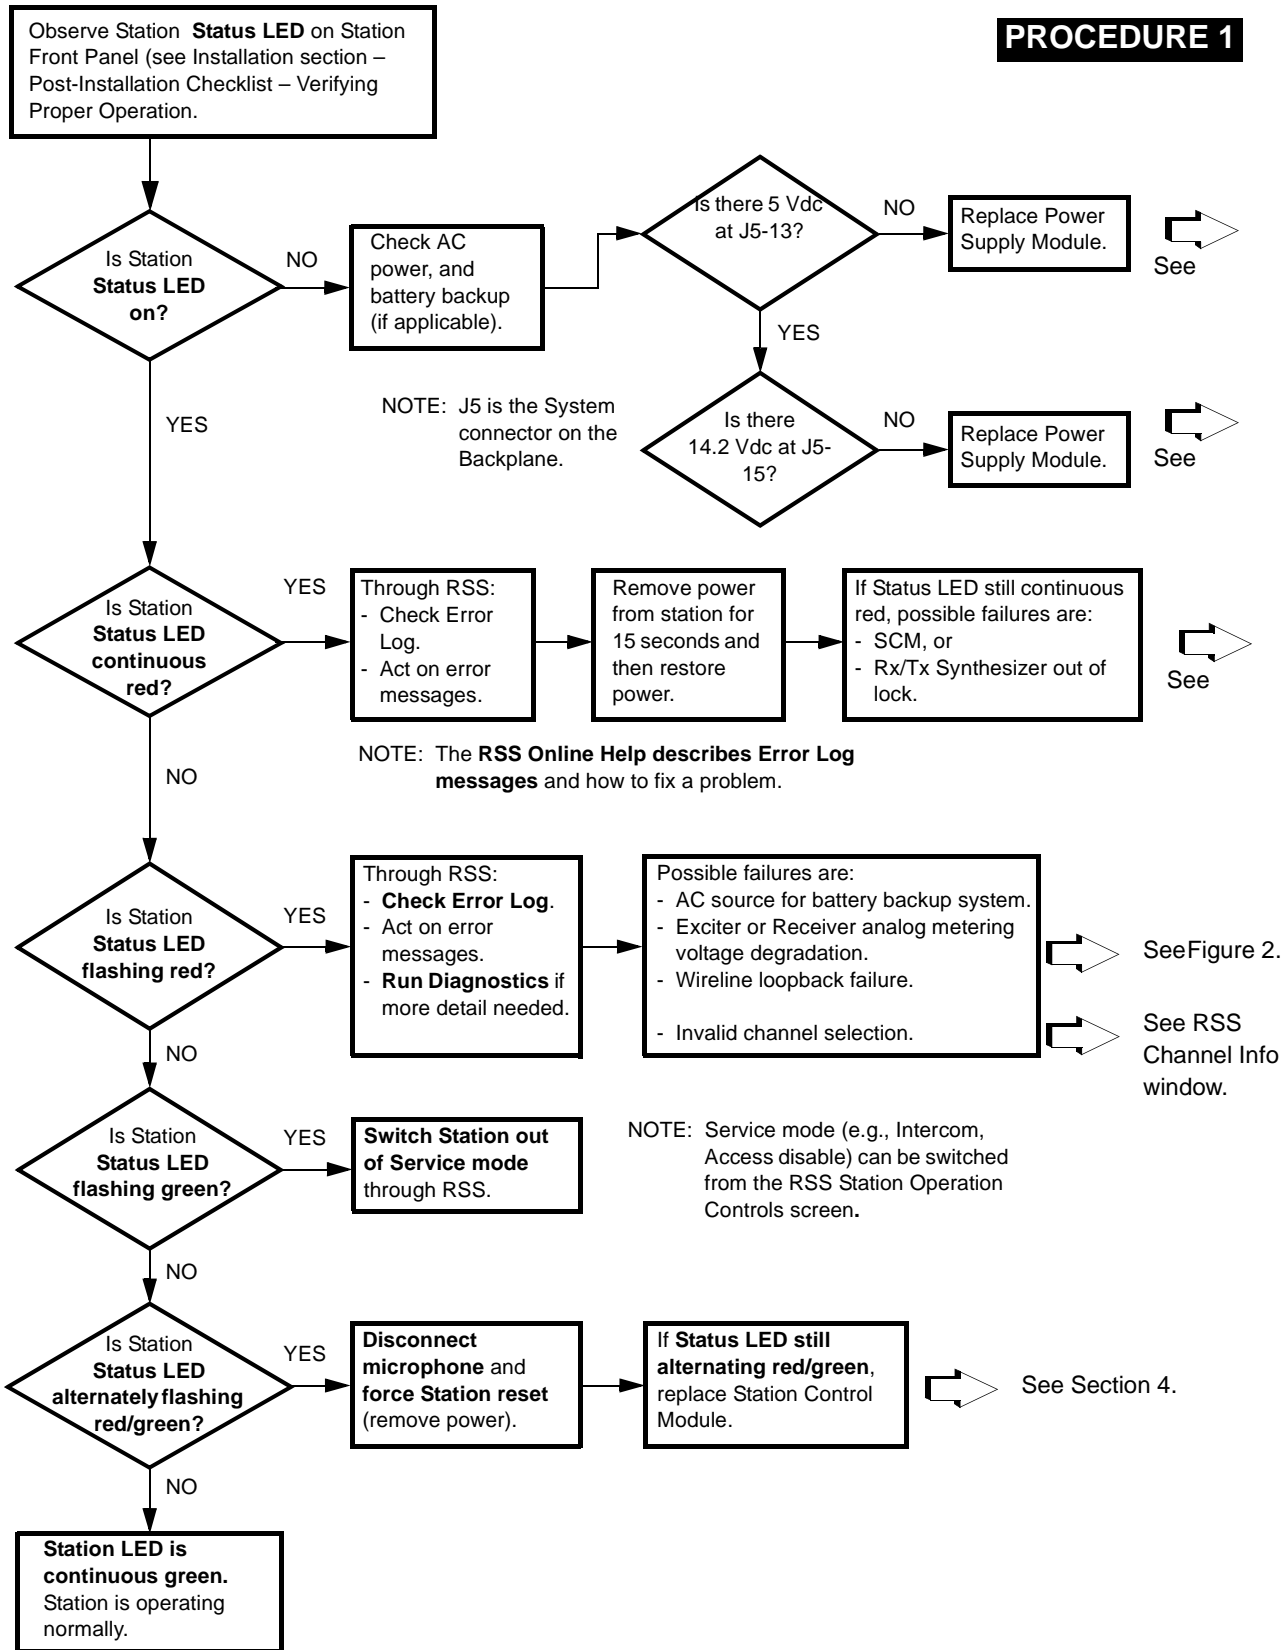 PROCEDURE 1
Observe Station Status LED on Station
Front Panel (see Installation section –
Post-Installation Checklist – Verifying
Proper Operation.
Is Station
Status LED
on?
NO
Check AC
power, and
battery backup
(if applicable).
Is there 5 Vdc
at J5-13?
NO
Replace Power
Supply Module.
See
YES
NOTE: J5 is the System
connector on the
Backplane.
Is there
14.2 Vdc at J5-
15?
NO
Replace Power
Supply Module.
See
YES
Is Station
Status LED
continuous
red?
YES
Through RSS:
- Check Error
Log.
- Act on error
messages.
Remove power
from station for
15 seconds and
then restore
power.
If Status LED still continuous
red, possible failures are:
- SCM, or
- Rx/Tx Synthesizer out of
lock.
See
NOTE: The RSS Online Help describes Error Log
messages and how to fix a problem.
NO
Is Station
Status LED
flashing red?
YES
Through RSS:
- Check Error Log.
- Act on error
messages.
- Run Diagnostics if
more detail needed.
Possible failures are:
- AC source for battery backup system.
- Exciter or Receiver analog metering
voltage degradation.
- Wireline loopback failure.
- Invalid channel selection.
SeeFigure 2.
See RSS
Channel Info
window.
NO
Is Station
Status LED
flashing green?
YES
Switch Station out
of Service mode
through RSS.
NOTE: Service mode (e.g., Intercom,
Access disable) can be switched
from the RSS Station Operation
Controls screen.
NO
Is Station
Status LED
alternately flashing
red/green?
YES
Disconnect
microphone and
force Station reset
(remove power).
If Status LED still
alternating red/green,
replace Station Control
Module.
See Section 4.
NO
Station LED is
continuous green.
Station is operating
normally.